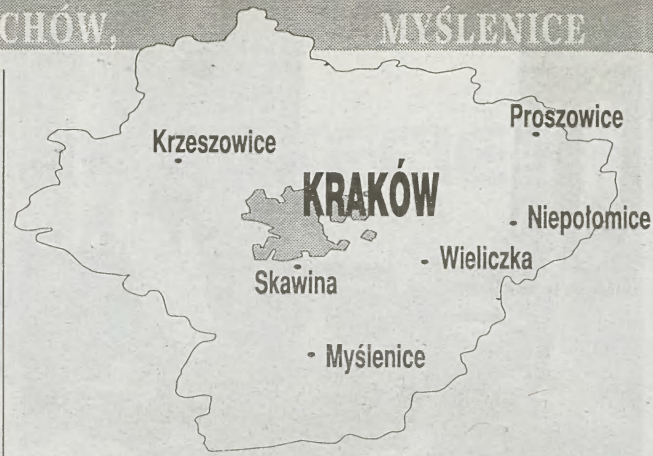 CHÓW,
MYŚLENICE
Proszowice
Krzeszowice
KRAKÓW
Niepołomice
Wieliczka
Skawina
Myślenice